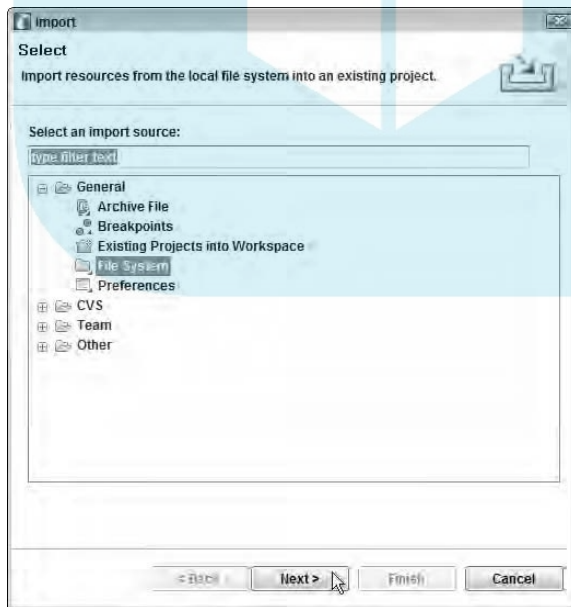 Import
Select
Import resources from the local file system into an existing project.
Select an import source:
type filter text
General
Archive File
Breakpoints
Existing Projects into Workspace
File System
Preferences
CVS
Team
Other
< Back
Next >
Finish
Cancel